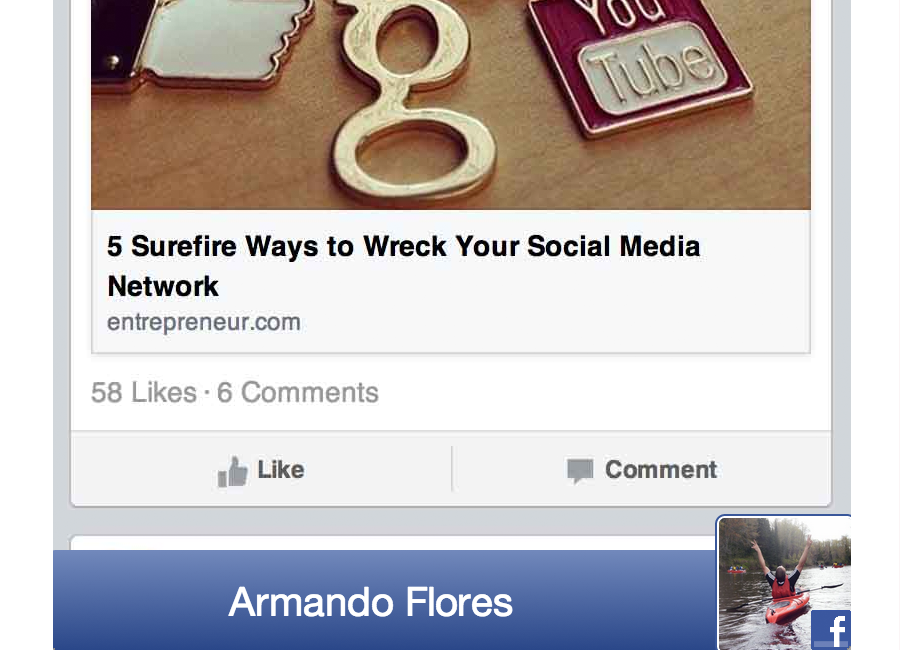 You
Tube
5 Surefire Ways to Wreck Your Social Media
Network
entrepreneur.com
58 Likes · 6 Comments
Like
Comment
Armando Flores
f